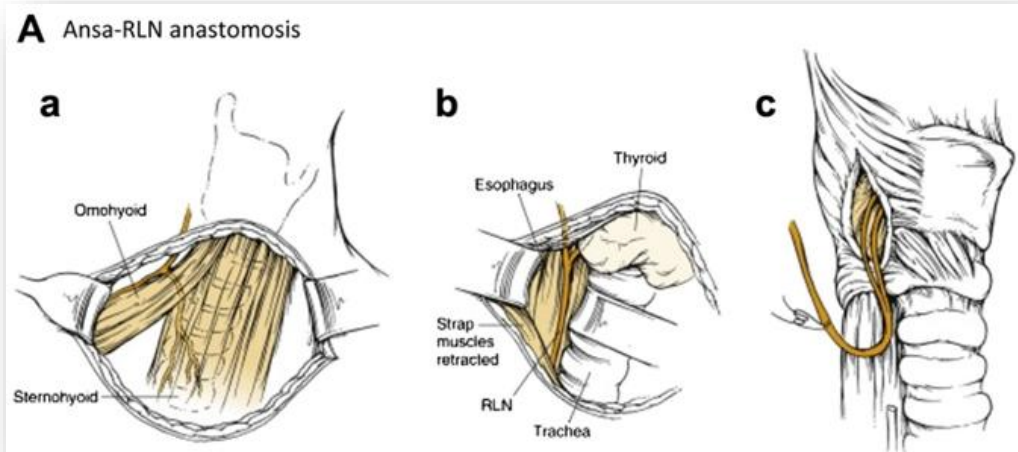 A Ansa-RLN anastomosis
a
b
c
Omohyoid
Sternohyoid
Thyroid
Esophagus
Strap
muscles
retracted
RLN
Trachea